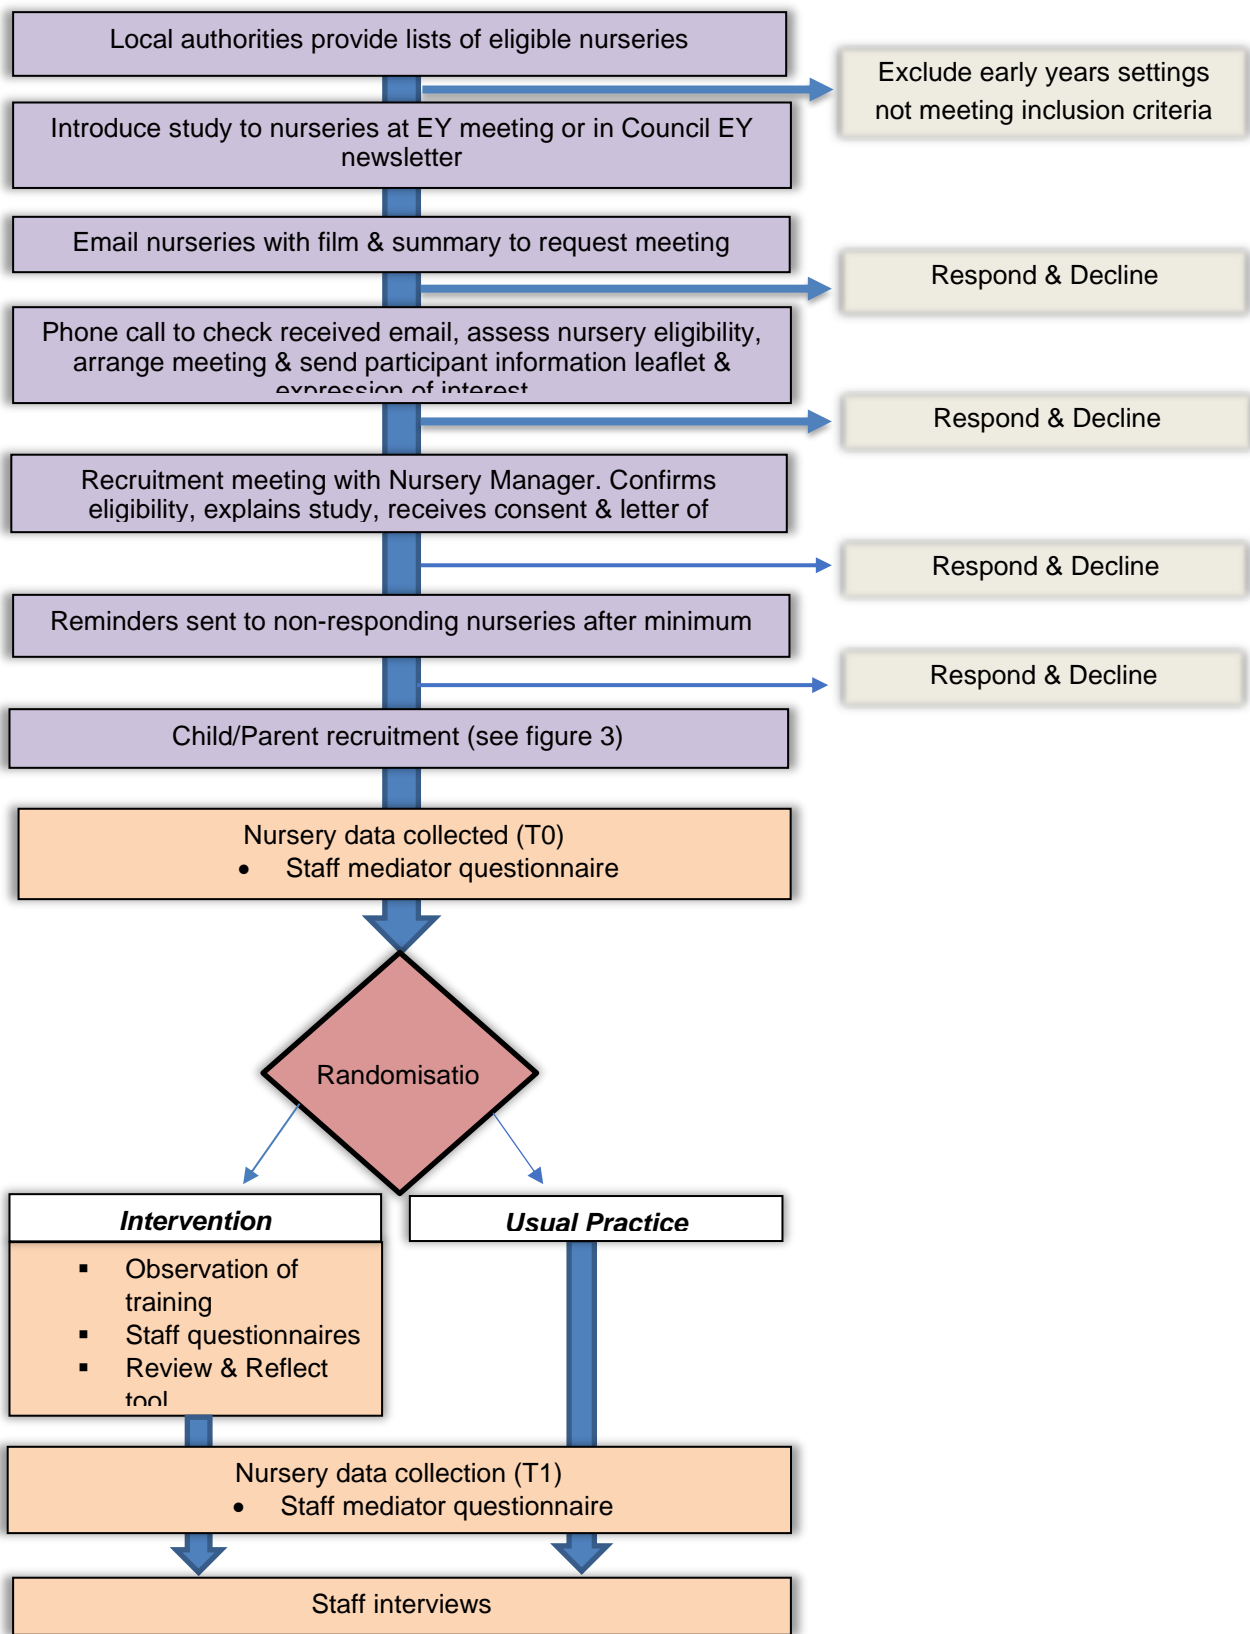 Local authorities provide lists of eligible nurseries
Exclude early years settings
not meeting inclusion criteria
Introduce study to nurseries at EY meeting or in Council EY
newsletter
Email nurseries with film & summary to request meeting
Respond & Decline
Phone call to check received email, assess nursery eligibility,
arrange meeting & send participant information leaflet &
expression of interest
Respond & Decline
Recruitment meeting with Nursery Manager. Confirms
eligibility, explains study, receives consent & letter of
Respond & Decline
Reminders sent to non-responding nurseries after minimum
Respond & Decline
Child/Parent recruitment (see figure 3)
Nursery data collected (T0)
• Staff mediator questionnaire
Randomisatio
Intervention
Usual Practice
▪ Observation of
training
▪ Staff questionnaires
▪ Review & Reflect
tool
Nursery data collection (T1)
• Staff mediator questionnaire
Staff interviews